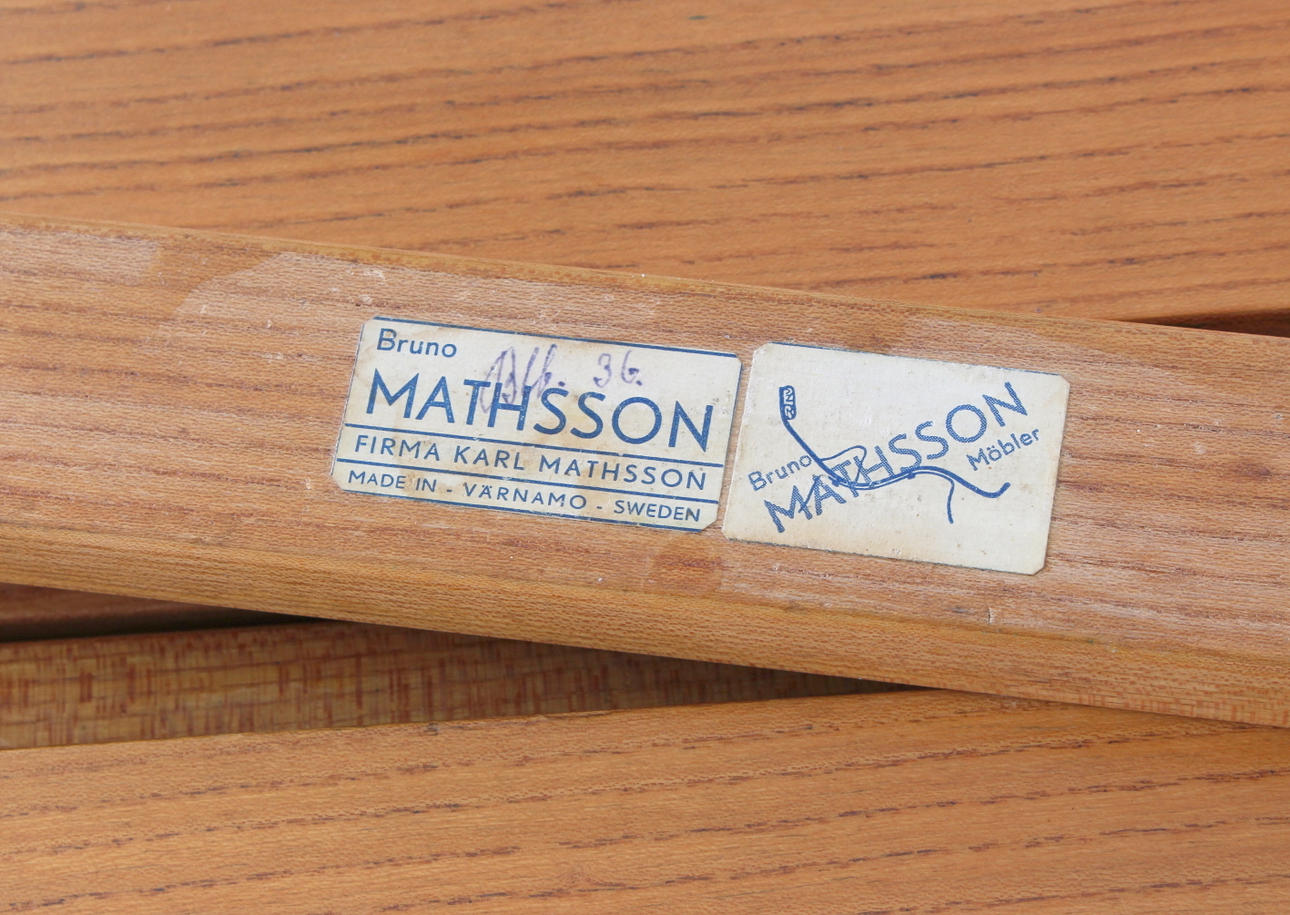 Bruno
36.
MATHSSON
FIRMA KARL MATHSSON
MADE IN - VÄRNAMO - SWEDEN
Bruno
MATHSSON
Möbler